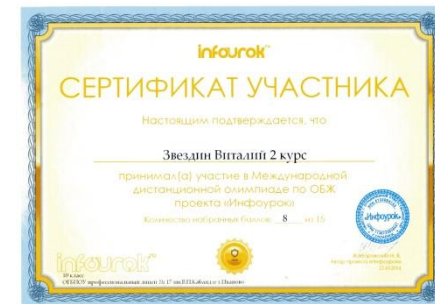 infourok
СЕРТИФИКАТ УЧАСТНИКА
Настоящим подтверждается, что
Звездин Виталий 2 курс
принимал(а) участие в Международной
дистанционной олимпиаде по ОБЖ
проекта «Инфоурок»
Количество набранных баллов: 8 из 15
«Инфоурок»
infourok